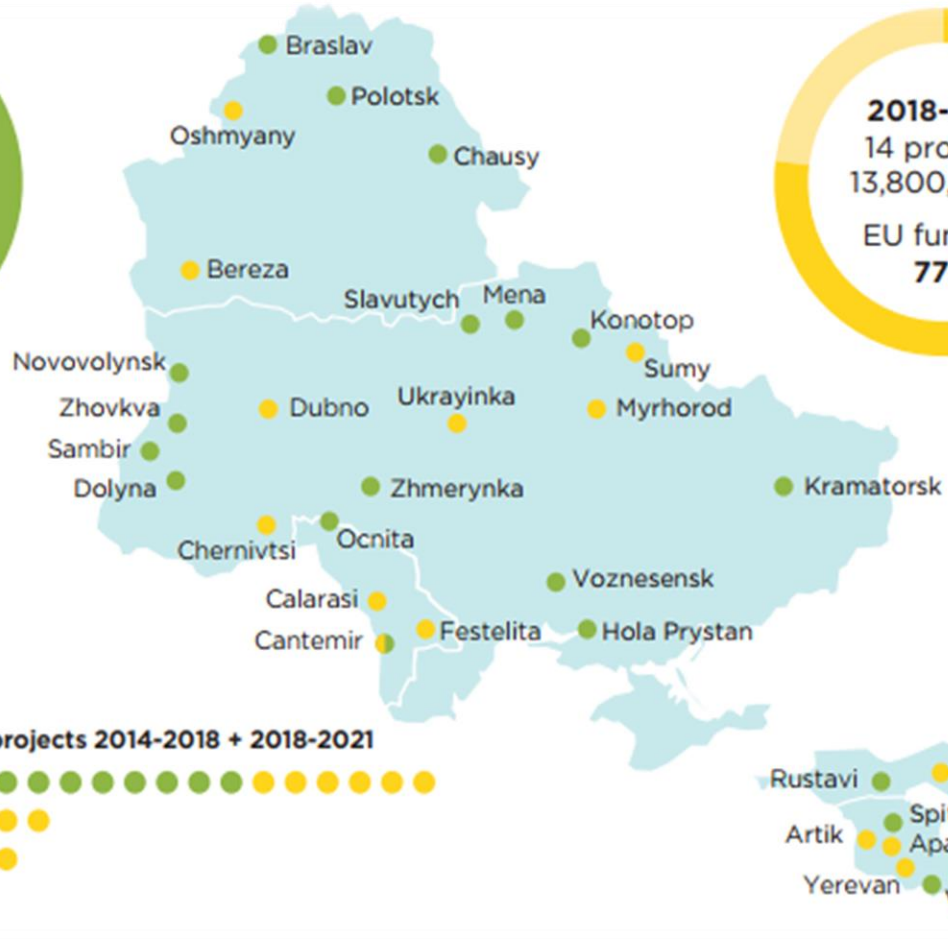 Braslav
Polotsk
Oshmyany
Chausy
2018-
14 pro
13,800,
EU fu
77
Bereza
Slavutych
Mena
Konotop
Sumy
Novovolynsk
Zhovkva
Sambir
Dolyna
Dubno
Ukrayinka
Myrhorod
Zhmerynka
Kramatorsk
Chernivtsi
Ocnita
Calarasi
Cantemir
Festelita
Voznesensk
Hola Prystan
projects 2014-2018 + 2018-2021
Rustavi
Spi
Artik
Apa
Yerevan